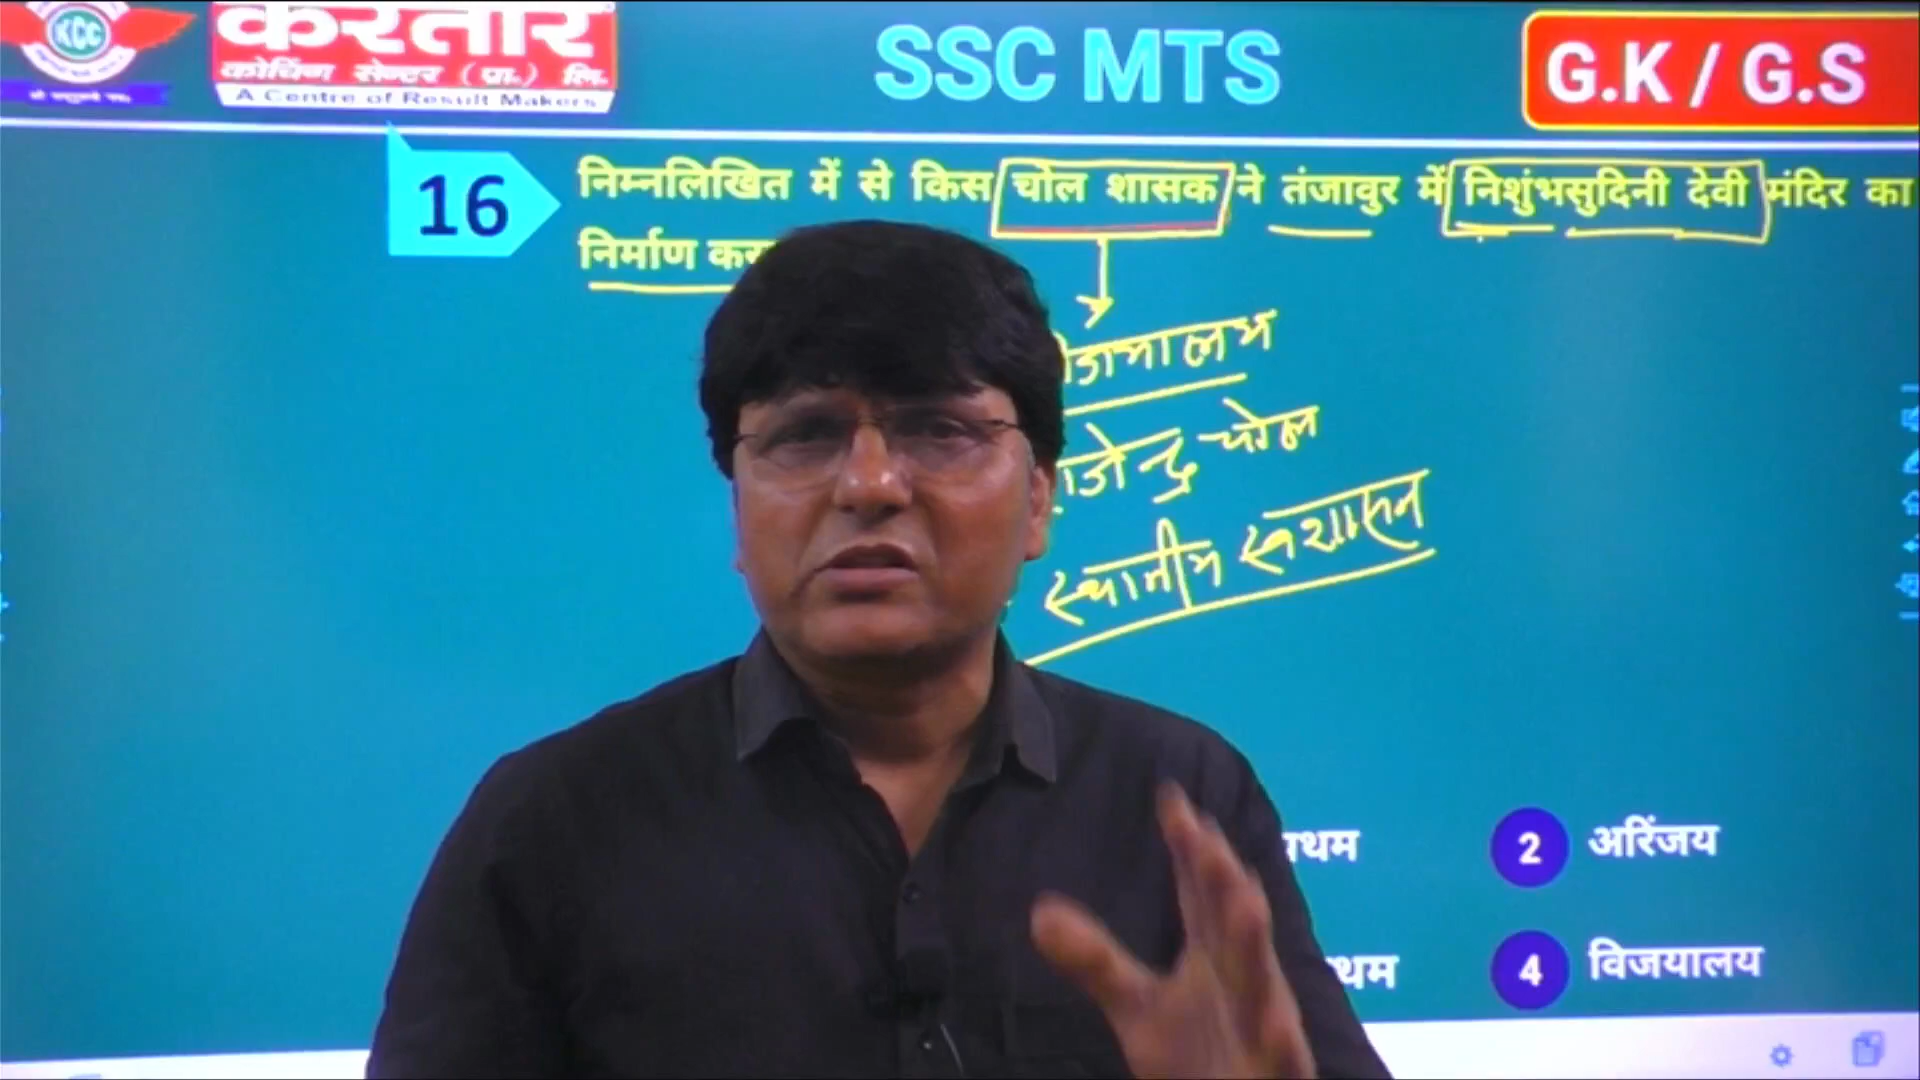 KCC
करतार
कोचिंग सेन्टर (प्रा.) लि.
A Centre of Result Makers
SSC MTS
G.K / G.S
16
निम्नलिखित में से किस चोल शासक ने तंजावुर में निशुंभसुदिनी देवी मंदिर का
निर्माण
चोल
स्थानीय स्वशासन
2 अरिंजय
4 विजयालय